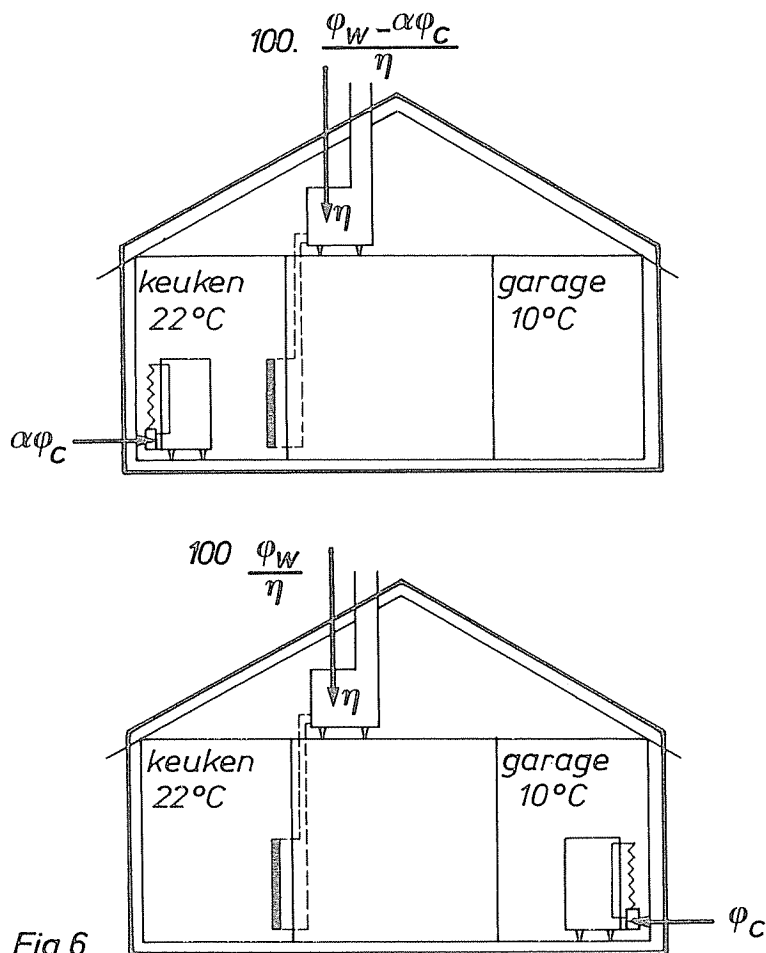 100. φw - αφc / η
η
keuken
22°C
garage
10°C
αφc
100 φw / η
η
keuken
22°C
garage
10°C
φc
Fig 6